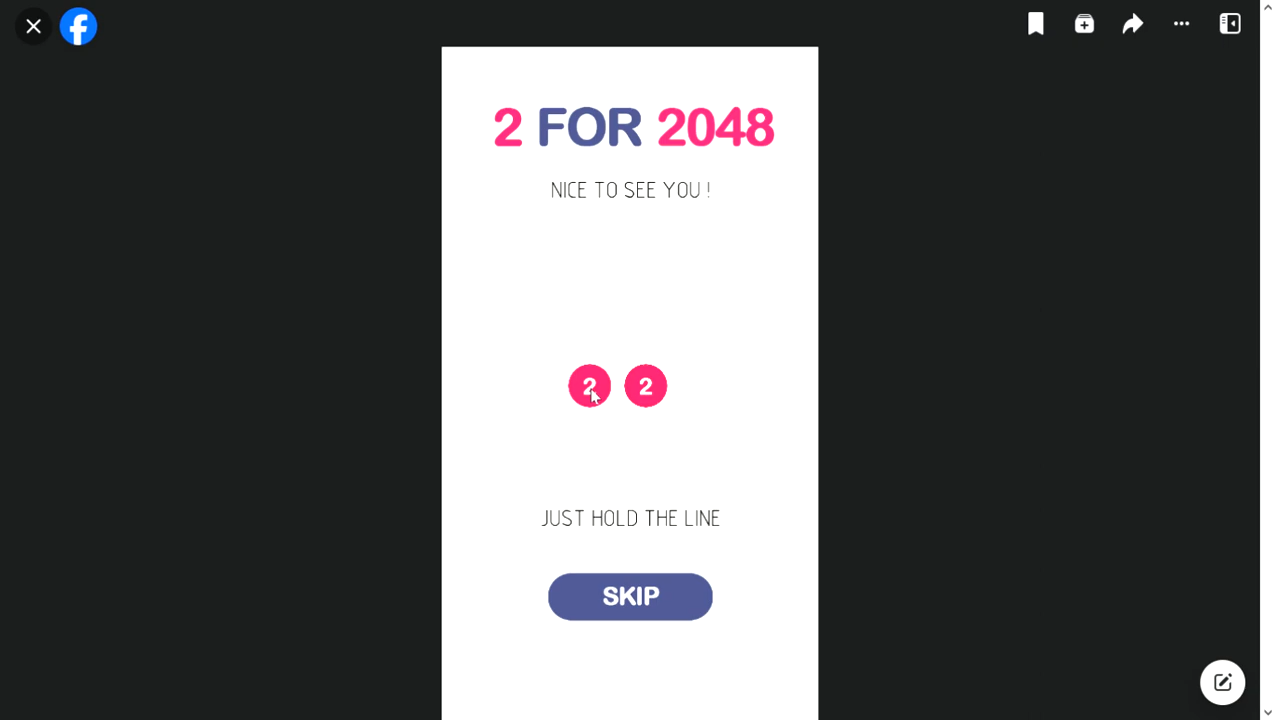 2 FOR 2048
NICE TO SEE YOU !
2 2
JUST HOLD THE LINE
SKIP